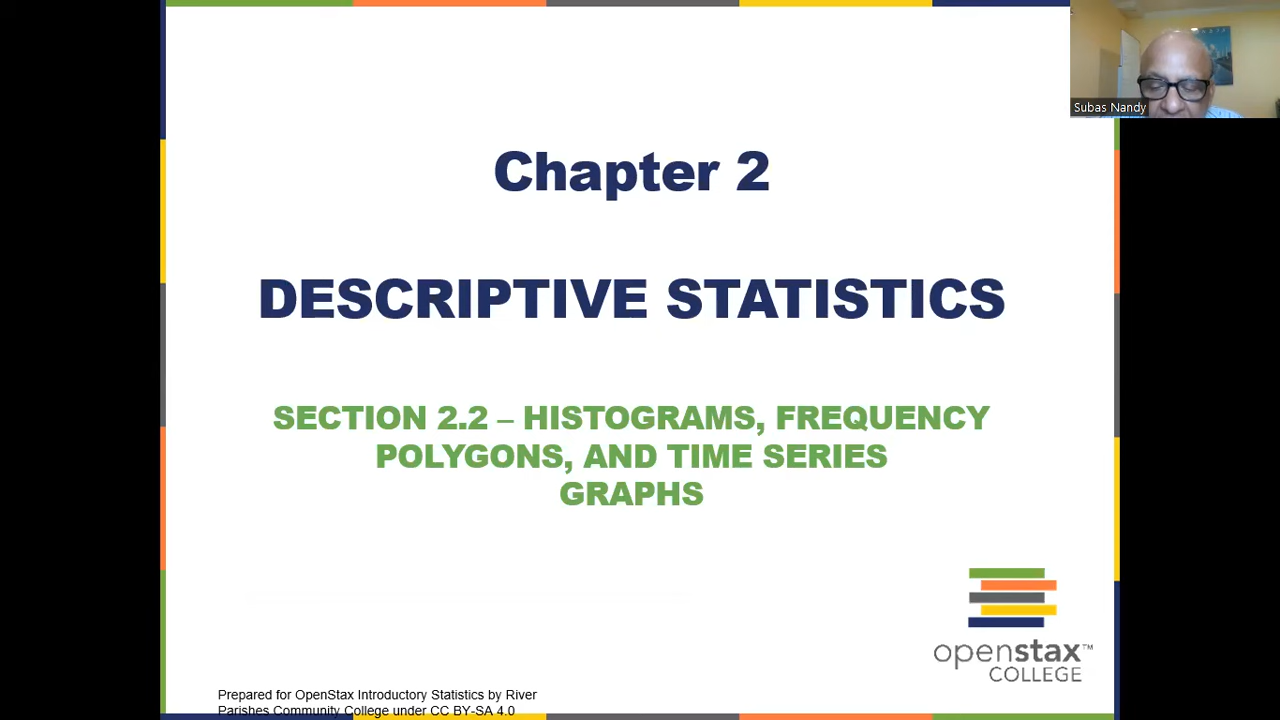 Subas Nandy
Chapter 2
DESCRIPTIVE STATISTICS
SECTION 2.2 – HISTOGRAMS, FREQUENCY
POLYGONS, AND TIME SERIES
GRAPHS
openstax™
COLLEGE
Prepared for OpenStax Introductory Statistics by River
Parishes Community College under CC BY-SA 4.0